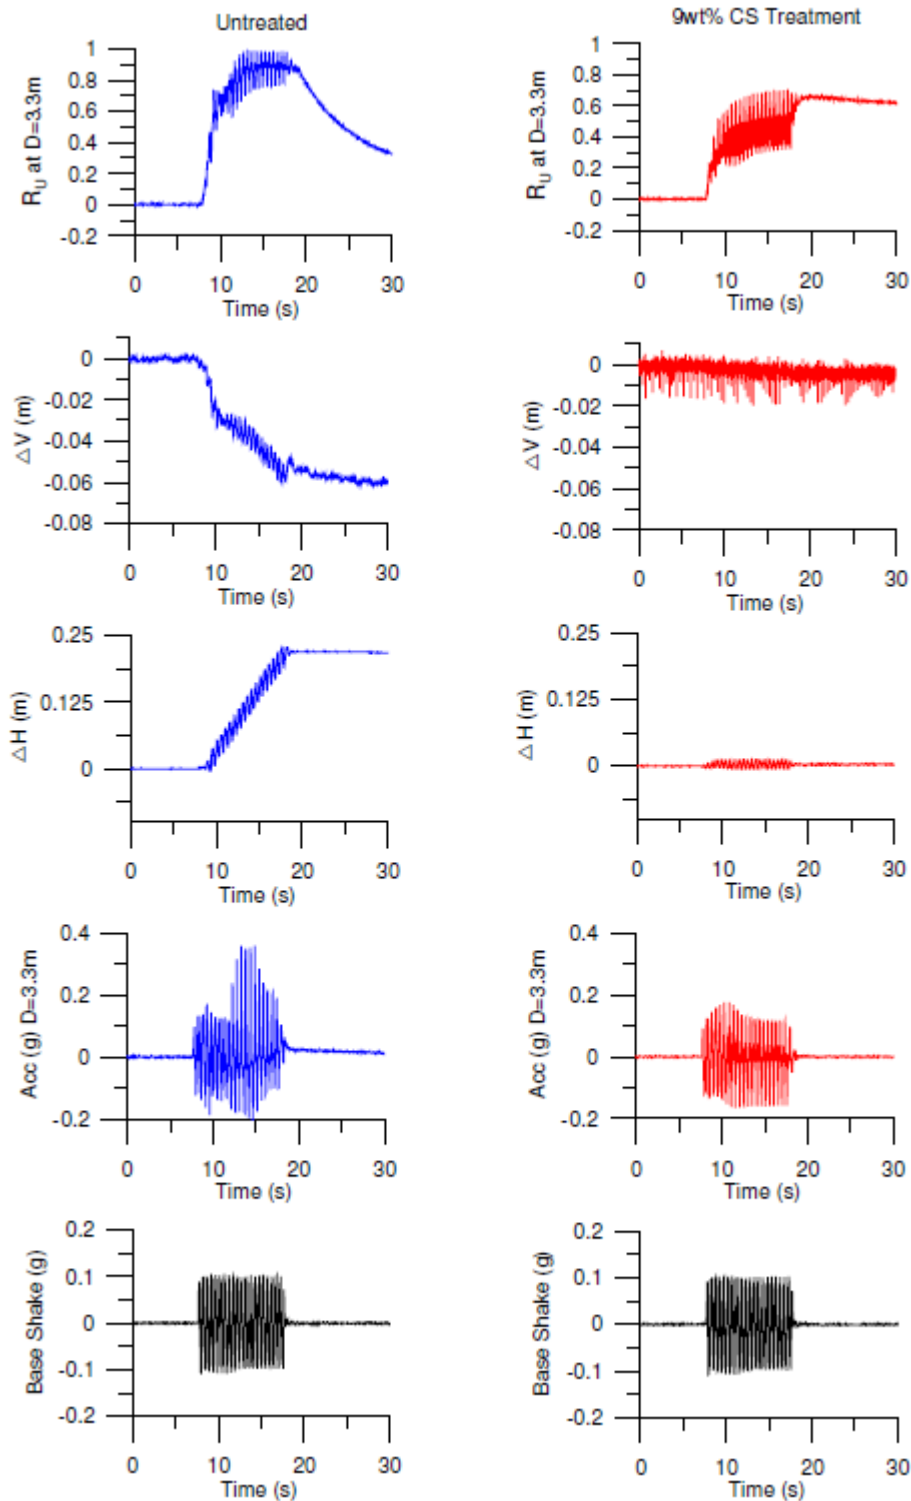 Untreated
9wt% CS Treatment
R_U at D=3.3m
1
0.8
0.6
0.4
0.2
0
-0.2
0 10 20 30
Time (s)
R_U at D=3.3m
1
0.8
0.6
0.4
0.2
0
-0.2
0 10 20 30
Time (s)
△V (m)
0
-0.02
-0.04
-0.06
-0.08
0 10 20 30
Time (s)
△V (m)
0
-0.02
-0.04
-0.06
-0.08
0 10 20 30
Time (s)
△H (m)
0.25
0.125
0
0 10 20 30
Time (s)
△H (m)
0.25
0.125
0
0 10 20 30
Time (s)
Acc (g) D=3.3m
0.4
0.2
0
-0.2
0 10 20 30
Time (s)
Acc (g) D=3.3m
0.4
0.2
0
-0.2
0 10 20 30
Time (s)
Base Shake (g)
0.2
0.1
0
-0.1
-0.2
0 10 20 30
Time (s)
Base Shake (g)
0.2
0.1
0
-0.1
-0.2
0 10 20 30
Time (s)